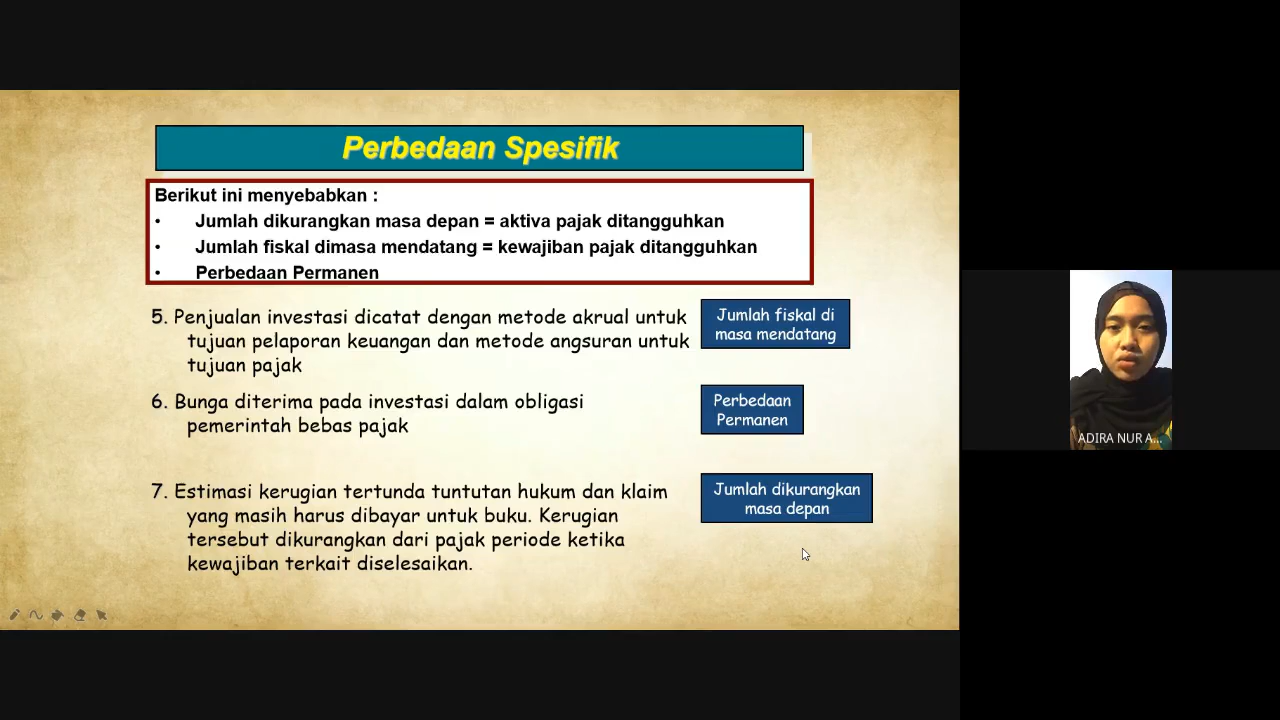 Perbedaan Spesifik
Berikut ini menyebabkan :
• Jumlah dikurangkan masa depan = aktiva pajak ditangguhkan
• Jumlah fiskal dimasa mendatang = kewajiban pajak ditangguhkan
• Perbedaan Permanen
5. Penjualan investasi dicatat dengan metode akrual untuk
tujuan pelaporan keuangan dan metode angsuran untuk
tujuan pajak
Jumlah fiskal di
masa mendatang
6. Bunga diterima pada investasi dalam obligasi
pemerintah bebas pajak
Perbedaan
Permanen
7. Estimasi kerugian tertunda tuntutan hukum dan klaim
yang masih harus dibayar untuk buku. Kerugian
tersebut dikurangkan dari pajak periode ketika
kewajiban terkait diselesaikan.
Jumlah dikurangkan
masa depan
ADIRA NUR A...